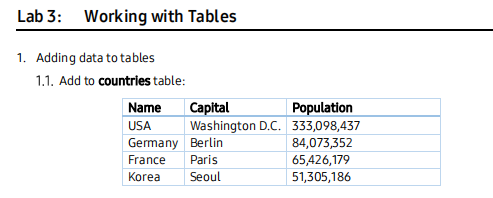 Lab 3: Working with Tables
1. Adding data to tables
1.1. Add to countries table:
Name Capital Population
USA Washington D.C. 333,098,437
Germany Berlin 84,073,352
France Paris 65,426,179
Korea Seoul 51,305,186